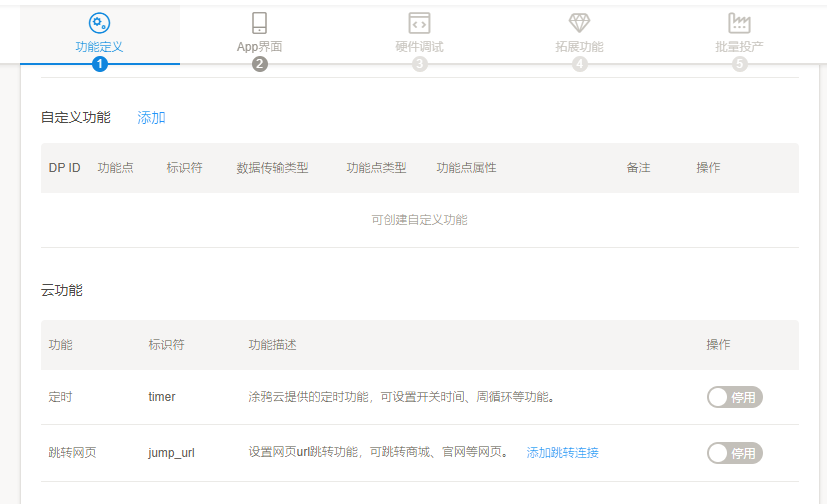 功能定义 App界面 硬件调试 拓展功能 批量投产
1 2 3 4 5
自定义功能 添加
DP ID 功能点 标识符 数据传输类型 功能点类型 功能点属性 备注 操作
可创建自定义功能
云功能
功能 标识符 功能描述 操作
定时 timer 涂鸦云提供的定时功能，可设置开关时间、周循环等功能。 停用
跳转网页 jump_url 设置网页url跳转功能，可跳转商城、官网等网页。 添加跳转连接 停用